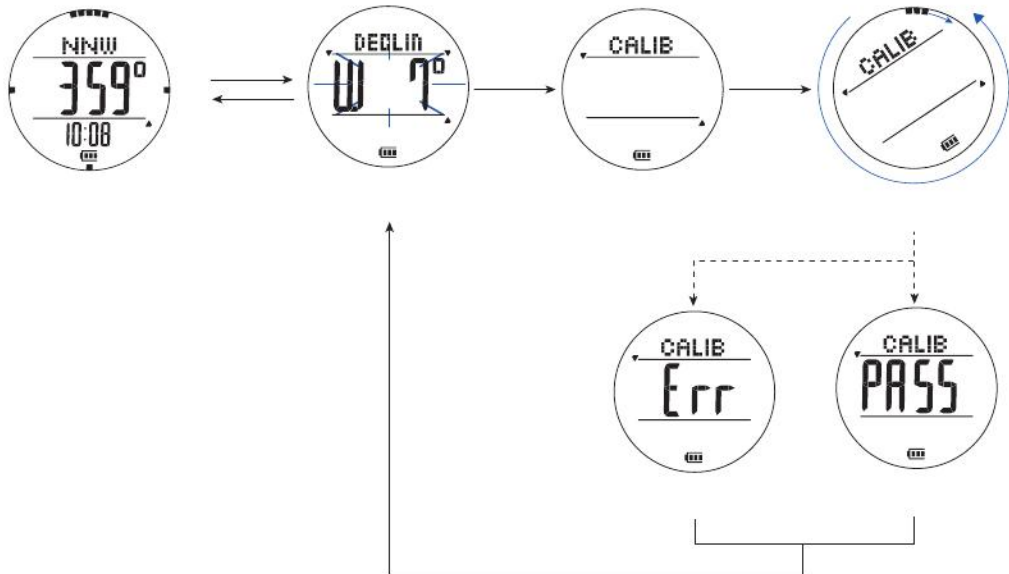 NNW
359°
10:08
DECLIN
W 7°
CALIB
CALIB
CALIB
Err
CALIB
PASS